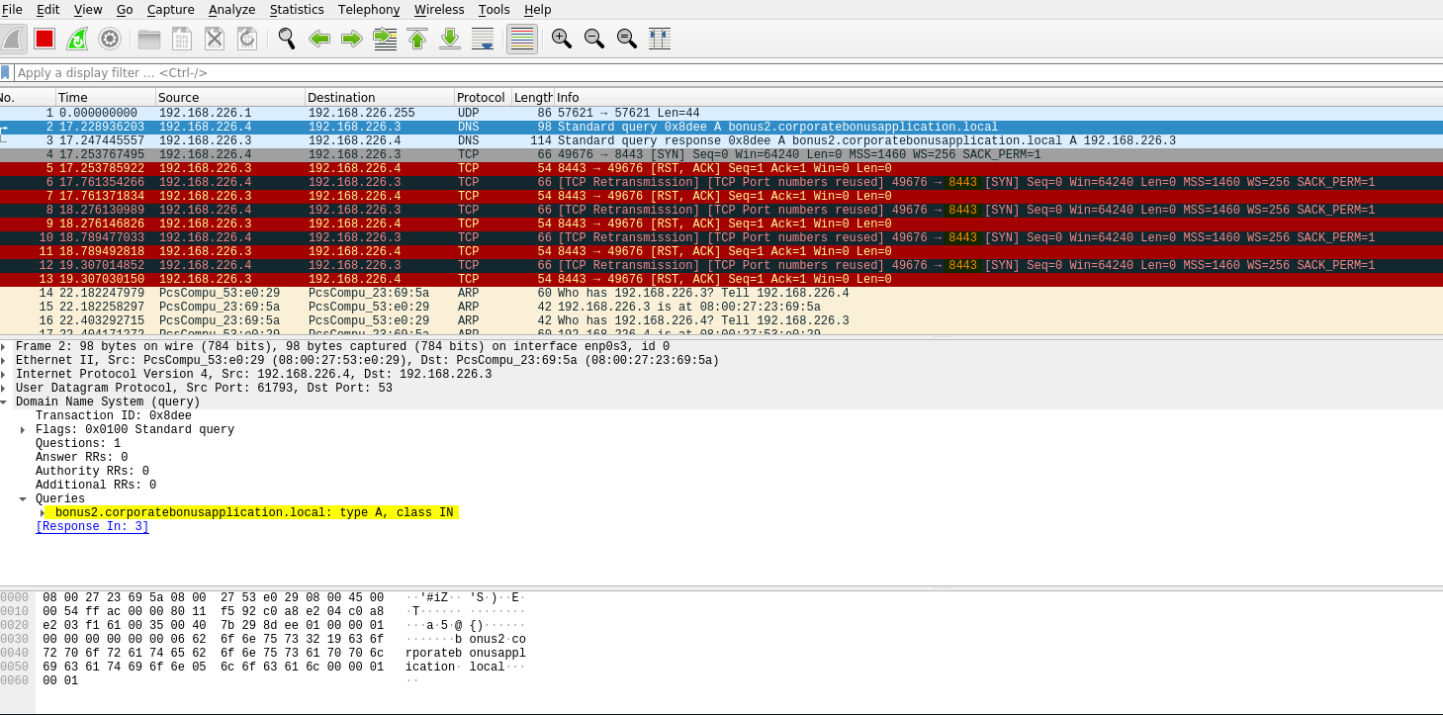 File Edit View Go Capture Analyze Statistics Telephony Wireless Tools Help
Apply a display filter ... <Ctrl-/>
No. Time Source Destination Protocol Length Info
1 0.000000000 192.168.226.1 192.168.226.255 UDP 86 57621 → 57621 Len=44
2 17.228936203 192.168.226.4 192.168.226.3 DNS 98 Standard query 0x8dee A bonus2.corporatebonusapplication.local
3 17.247445557 192.168.226.3 192.168.226.4 DNS 114 Standard query response 0x8dee A bonus2.corporatebonusapplication.local A 192.168.226.3
4 17.253767495 192.168.226.4 192.168.226.3 TCP 66 49676 → 8443 [SYN] Seq=0 Win=64240 Len=0 MSS=1460 WS=256 SACK_PERM=1
5 17.253785922 192.168.226.3 192.168.226.4 TCP 54 8443 → 49676 [RST, ACK] Seq=1 Ack=1 Win=0 Len=0
6 17.761354266 192.168.226.4 192.168.226.3 TCP 66 [TCP Retransmission] [TCP Port numbers reused] 49676 → 8443 [SYN] Seq=0 Win=64240 Len=0 MSS=1460 WS=256 SACK_PERM=1
7 17.761371834 192.168.226.3 192.168.226.4 TCP 54 8443 → 49676 [RST, ACK] Seq=1 Ack=1 Win=0 Len=0
8 18.276130989 192.168.226.4 192.168.226.3 TCP 66 [TCP Retransmission] [TCP Port numbers reused] 49676 → 8443 [SYN] Seq=0 Win=64240 Len=0 MSS=1460 WS=256 SACK_PERM=1
9 18.276146826 192.168.226.3 192.168.226.4 TCP 54 8443 → 49676 [RST, ACK] Seq=1 Ack=1 Win=0 Len=0
10 18.789477033 192.168.226.4 192.168.226.3 TCP 66 [TCP Retransmission] [TCP Port numbers reused] 49676 → 8443 [SYN] Seq=0 Win=64240 Len=0 MSS=1460 WS=256 SACK_PERM=1
11 18.789492818 192.168.226.3 192.168.226.4 TCP 54 8443 → 49676 [RST, ACK] Seq=1 Ack=1 Win=0 Len=0
12 19.307014852 192.168.226.4 192.168.226.3 TCP 66 [TCP Retransmission] [TCP Port numbers reused] 49676 → 8443 [SYN] Seq=0 Win=64240 Len=0 MSS=1460 WS=256 SACK_PERM=1
13 19.307030150 192.168.226.3 192.168.226.4 TCP 54 8443 → 49676 [RST, ACK] Seq=1 Ack=1 Win=0 Len=0
14 22.182247979 PcsCompu_53:e0:29 PcsCompu_23:69:5a ARP 60 Who has 192.168.226.3? Tell 192.168.226.4
15 22.182258297 PcsCompu_23:69:5a PcsCompu_53:e0:29 ARP 42 192.168.226.3 is at 08:00:27:23:69:5a
16 22.403292715 PcsCompu_23:69:5a PcsCompu_53:e0:29 ARP 42 Who has 192.168.226.4? Tell 192.168.226.3
17 22.404171272 PcsCompu_53:e0:29 PcsCompu_23:69:5a ARP 60 192.168.226.4 is at 08:00:27:53:e0:29
Frame 2: 98 bytes on wire (784 bits), 98 bytes captured (784 bits) on interface enp0s3, id 0
Ethernet II, Src: PcsCompu_53:e0:29 (08:00:27:53:e0:29), Dst: PcsCompu_23:69:5a (08:00:27:23:69:5a)
Internet Protocol Version 4, Src: 192.168.226.4, Dst: 192.168.226.3
User Datagram Protocol, Src Port: 61793, Dst Port: 53
Domain Name System (query)
Transaction ID: 0x8dee
Flags: 0x0100 Standard query
Questions: 1
Answer RRs: 0
Authority RRs: 0
Additional RRs: 0
Queries
bonus2.corporatebonusapplication.local: type A, class IN
[Response In: 3]
0000 08 00 27 23 69 5a 08 00 27 53 e0 29 08 00 45 00 ··'#iZ·· 'S·)··E·
0010 00 54 ff ac 00 00 80 11 f5 92 c0 a8 e2 04 c0 a8 ·T······ ········
0020 e2 03 f1 61 00 35 00 40 7b 29 8d ee 01 00 00 01 ···a·5·@ {)······
0030 00 00 00 00 00 00 06 62 6f 6e 75 73 32 19 63 6f ·······b onus2·co
0040 72 70 6f 72 61 74 65 62 6f 6e 75 73 61 70 70 6c rporateb onusappl
0050 69 63 61 74 69 6f 6e 05 6c 6f 63 61 6c 00 00 01 ication· local···
0060 00 01 ··